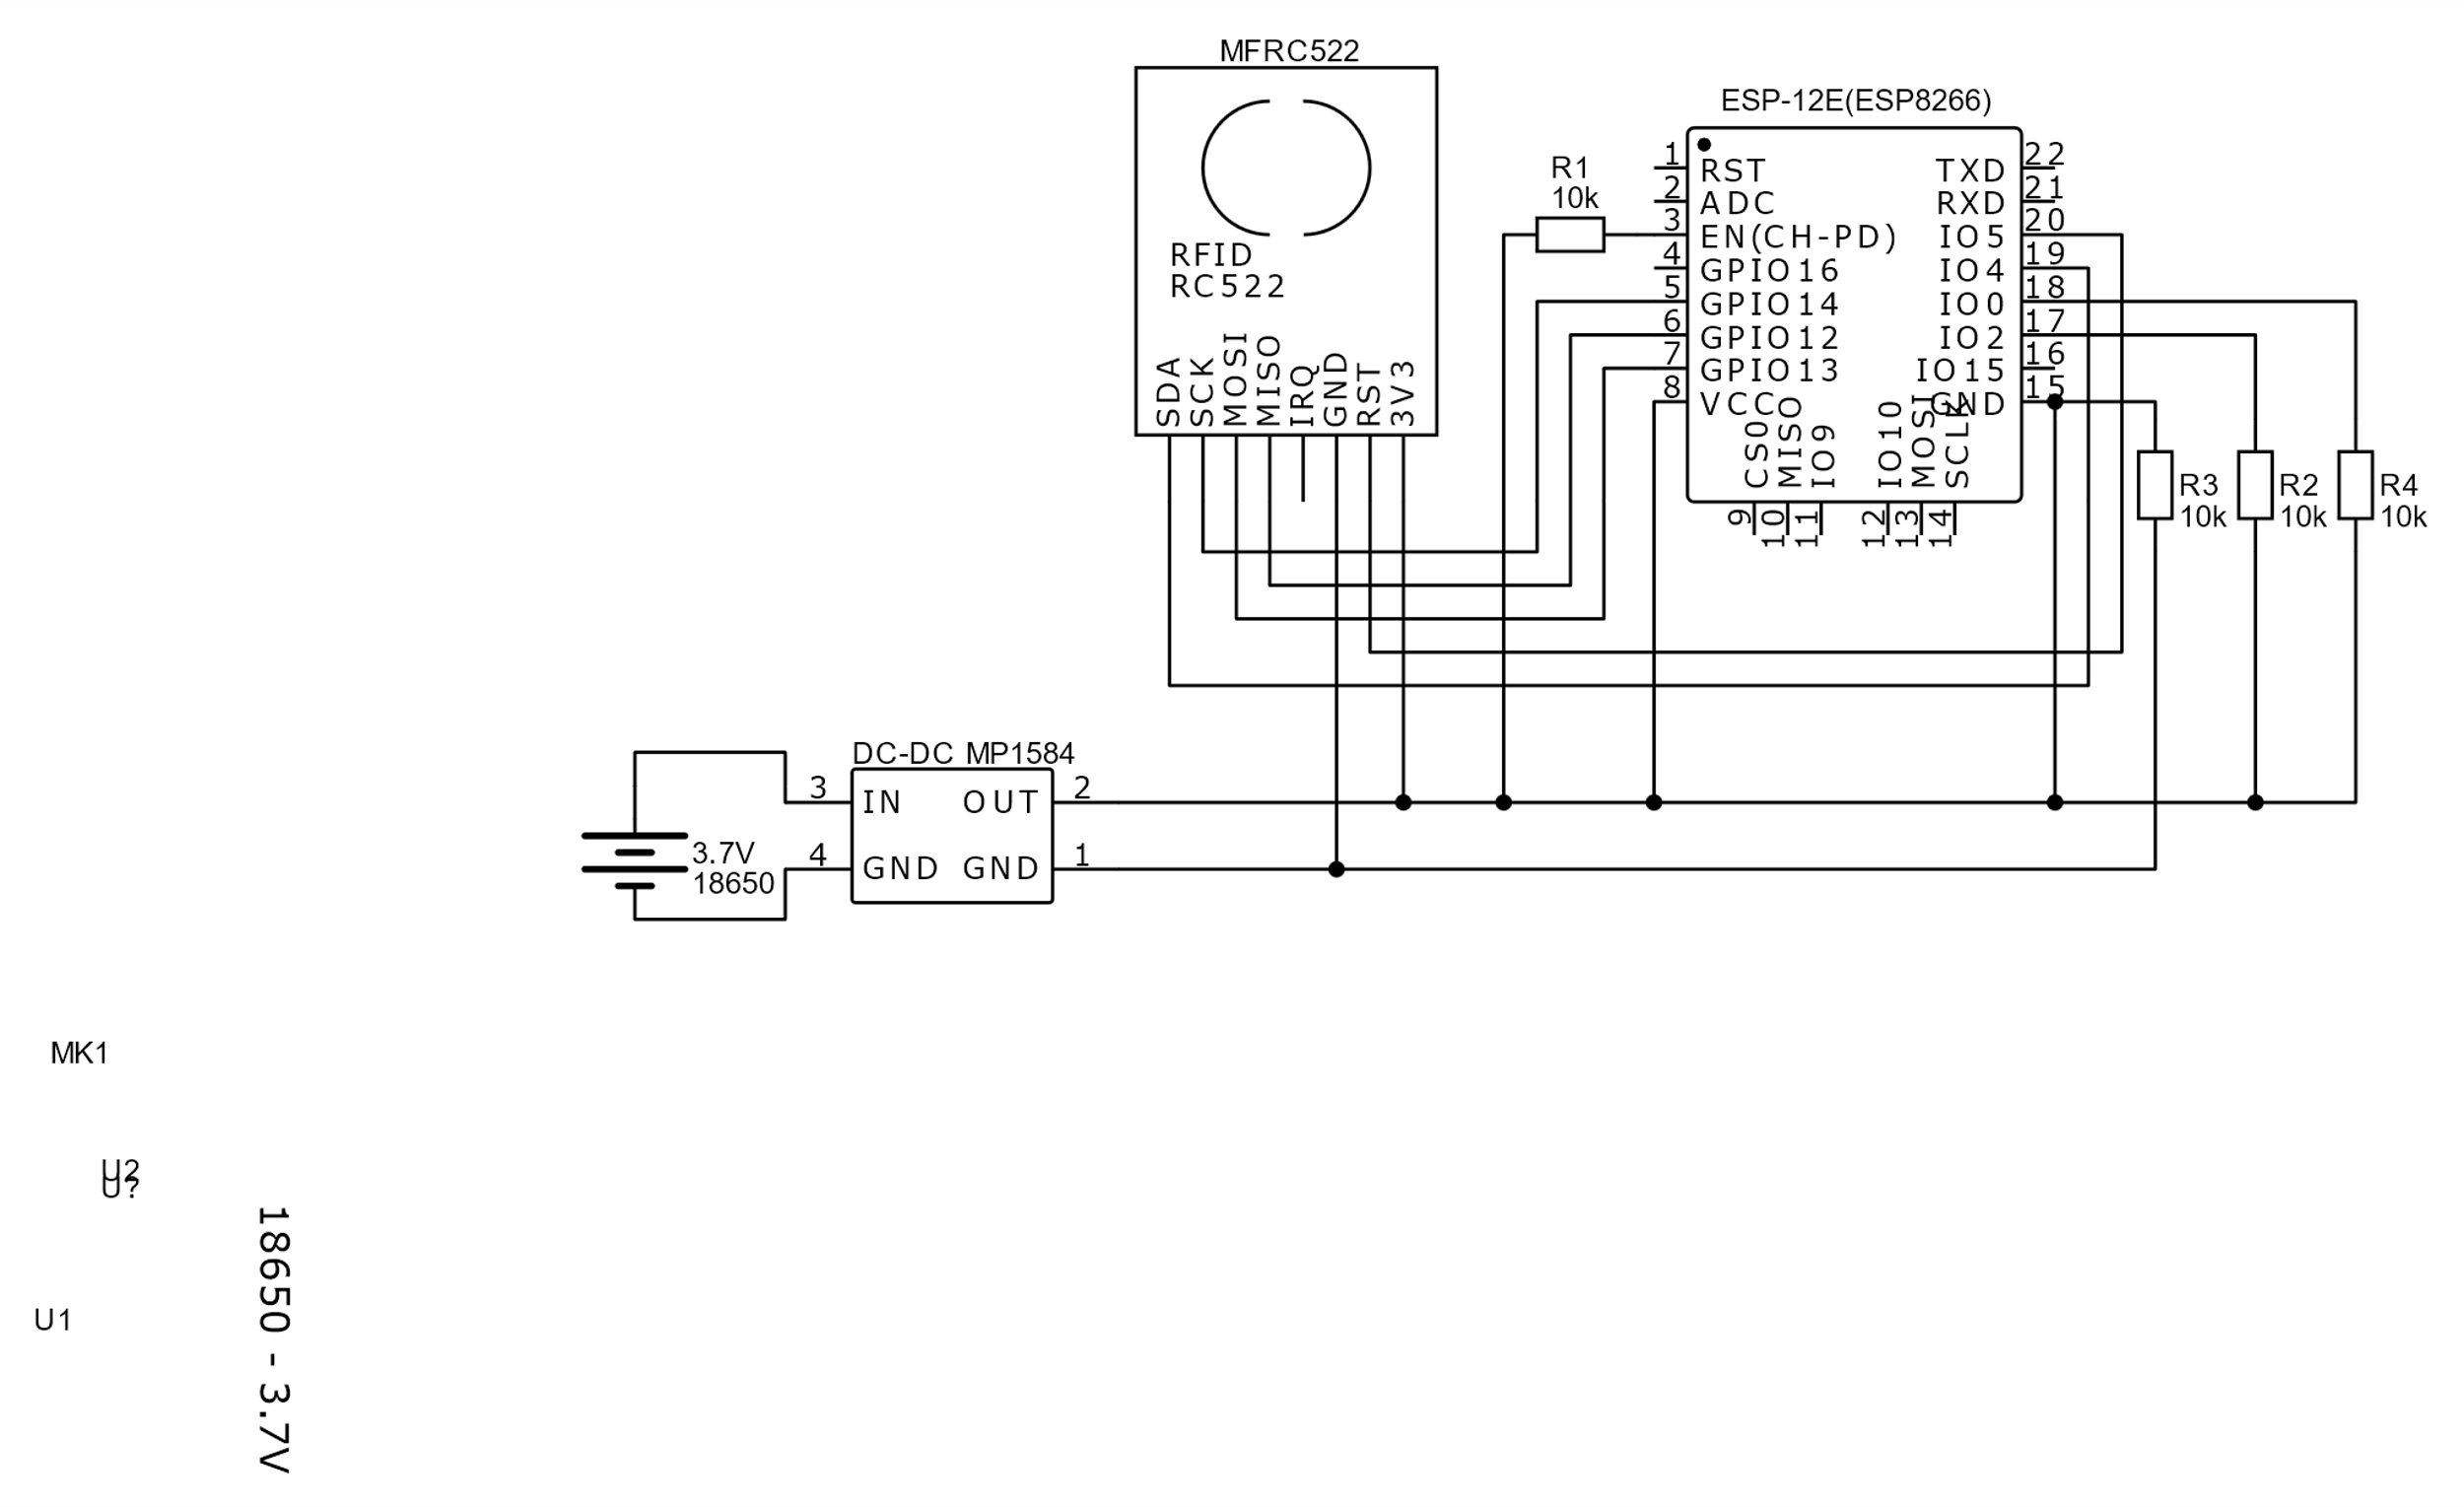 MFRC522
RFID
RC522
SDA
SCK
MOSI
MISO
IRQ
GND
RST
3V3
ESP-12E(ESP8266)
R1
10k
1 RST
2 ADC
3 EN(CH-PD)
4 GPIO16
5 GPIO14
6 GPIO12
7 GPIO13
8 VCC
TXD 22
RXD 21
IO5 20
IO4 19
IO0 18
IO2 17
IO15 16
GND 15
CS0
MISO
IO9
IO10
MOSI
SCLK
9
10
11
12
13
14
R3
10k
R2
10k
R4
10k
DC-DC MP1584
3 IN OUT 2
4 GND GND 1
3.7V
18650
MK1
U2
U?
U1
18650 - 3.7V